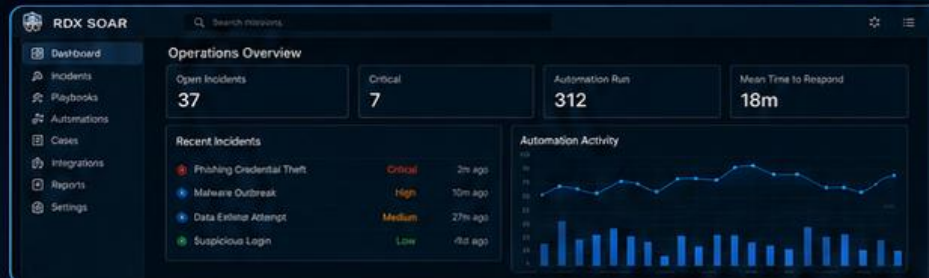 RDX SOAR
Search missions
Dashboard
Incidents
Playbooks
Automations
Cases
Integrations
Reports
Settings
Operations Overview
Open Incidents
37
Critical
7
Automation Run
312
Mean Time to Respond
18m
Recent Incidents
Phishing Credential Theft Critical 2m ago
Malware Outbreak High 10m ago
Data Attempt Medium 27m ago
Suspicious Login Low ago
Automation Activity